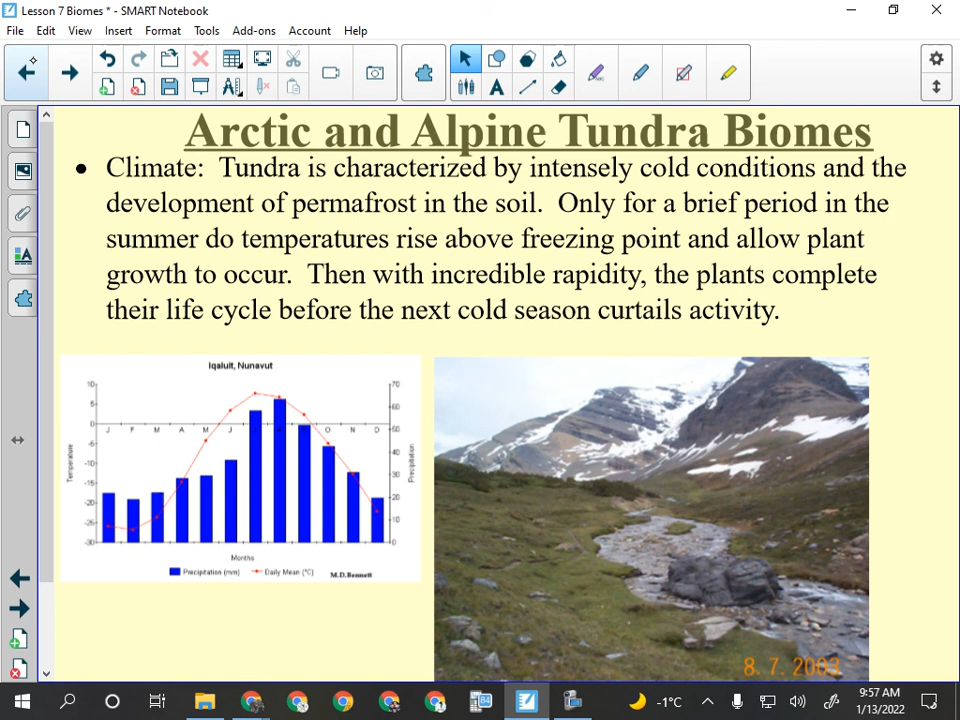 Lesson 7 Biomes * - SMART Notebook
File Edit View Insert Format Tools Add-ons Account Help
Arctic and Alpine Tundra Biomes
• Climate: Tundra is characterized by intensely cold conditions and the
development of permafrost in the soil. Only for a brief period in the
summer do temperatures rise above freezing point and allow plant
growth to occur. Then with incredible rapidity, the plants complete
their life cycle before the next cold season curtails activity.
Iqaluit, Nunavut
10
5
0
-5
-10
-15
-20
-25
-30
Temperature
J F M A M J J A S O N D
70
60
50
40
30
20
10
0
Precipitation
Months
Precipitation (mm) Daily Mean (°C)
M.D.Bennett
8. 7. 2003
-1°C
9:57 AM
1/13/2022